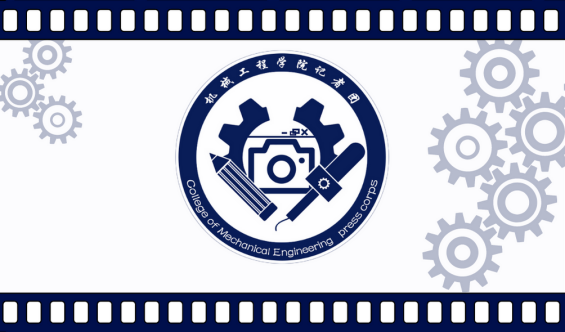 机械工程学院记者团
College of Mechanical Engineering press corps